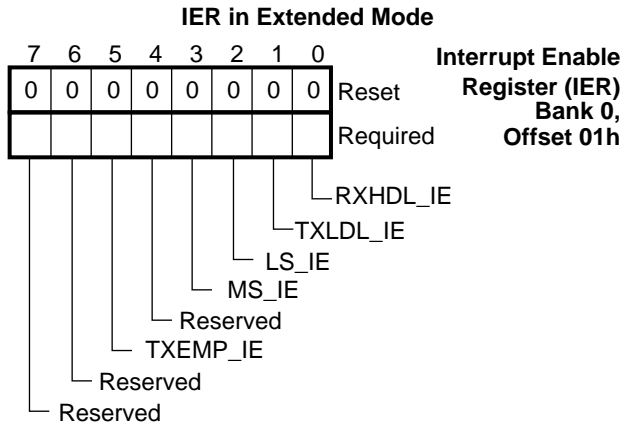 IER in Extended Mode
7 6 5 4 3 2 1 0
Interrupt Enable
Register (IER)
Bank 0,
Offset 01h
0 0 0 0 0 0 0 0 Reset
Required
RXHDL_IE
TXLDL_IE
LS_IE
MS_IE
Reserved
TXEMP_IE
Reserved
Reserved